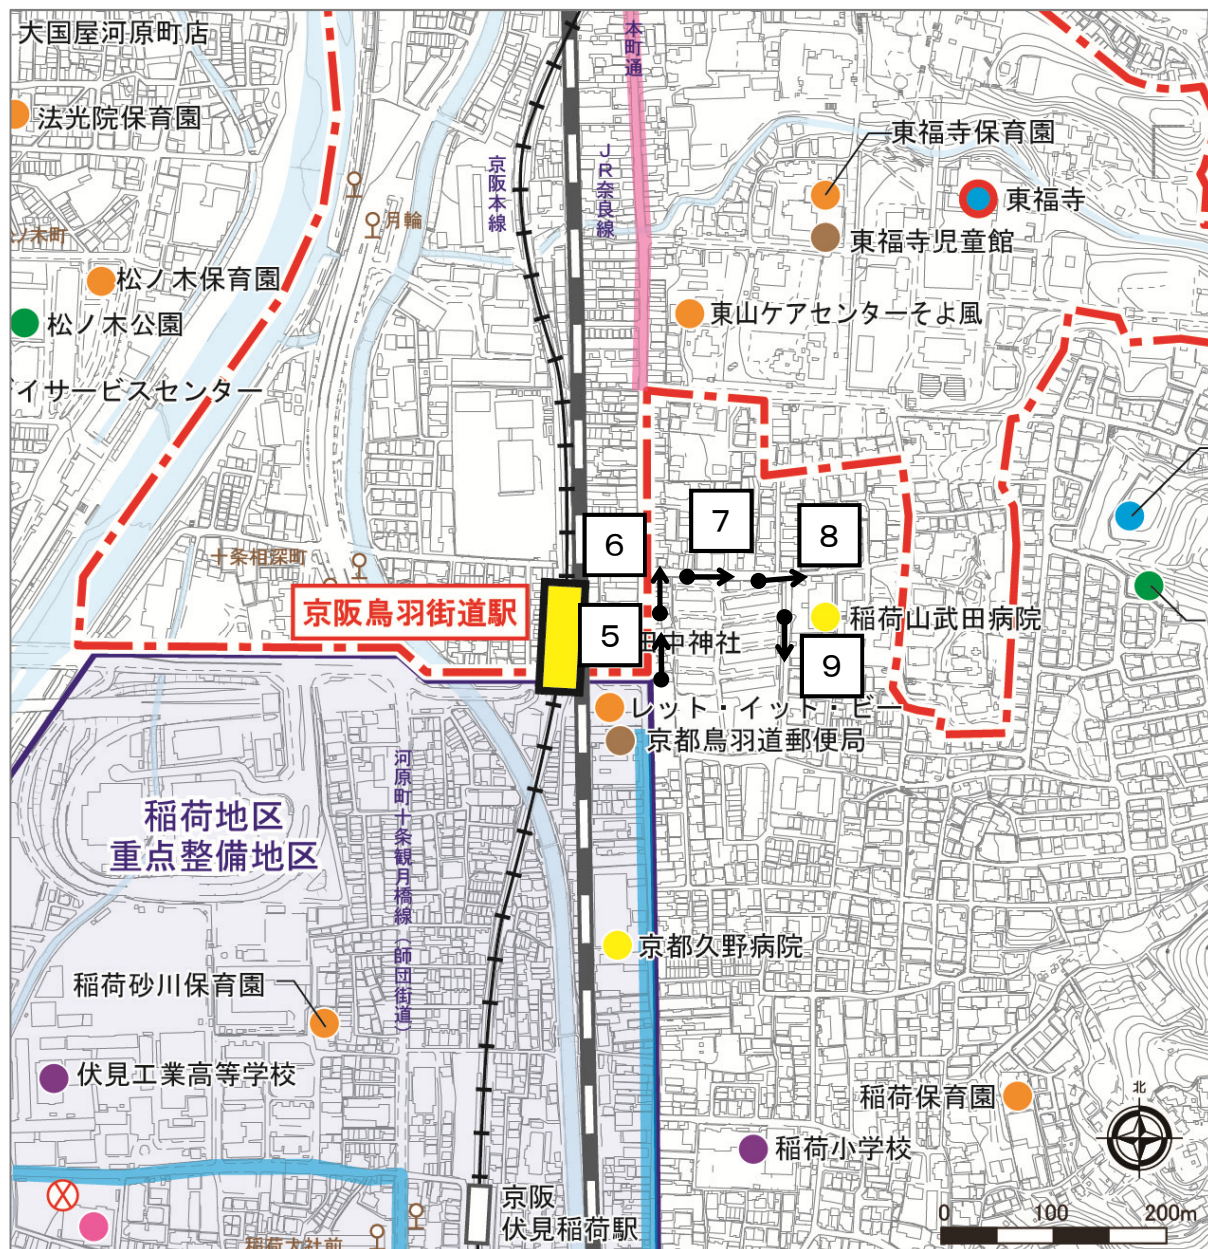 大国屋河原町店
本町通
法光院保育園
東福寺保育園
京阪本線
JR奈良線
東福寺
月輪
東福寺児童館
ノ木町
松ノ木保育園
松ノ木公園
東山ケアセンターそよ風
イサービスセンター
7
8
6
十条相深町
京阪鳥羽街道駅
5
田中神社
稲荷山武田病院
9
レット・イット・ビー
京都鳥羽道郵便局
河原町十条観月橋線(師団街道)
稲荷地区
重点整備地区
京都久野病院
稲荷砂川保育園
伏見工業高等学校
稲荷保育園
北
稲荷小学校
京阪
伏見稲荷駅
稲荷大社前
0 100 200m